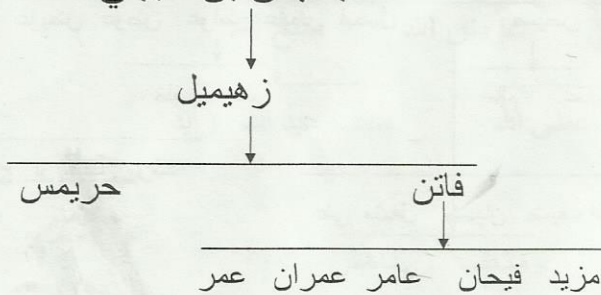 زهيميل
فاتن حريمس
مزيد فيحان عامر عمران عمر